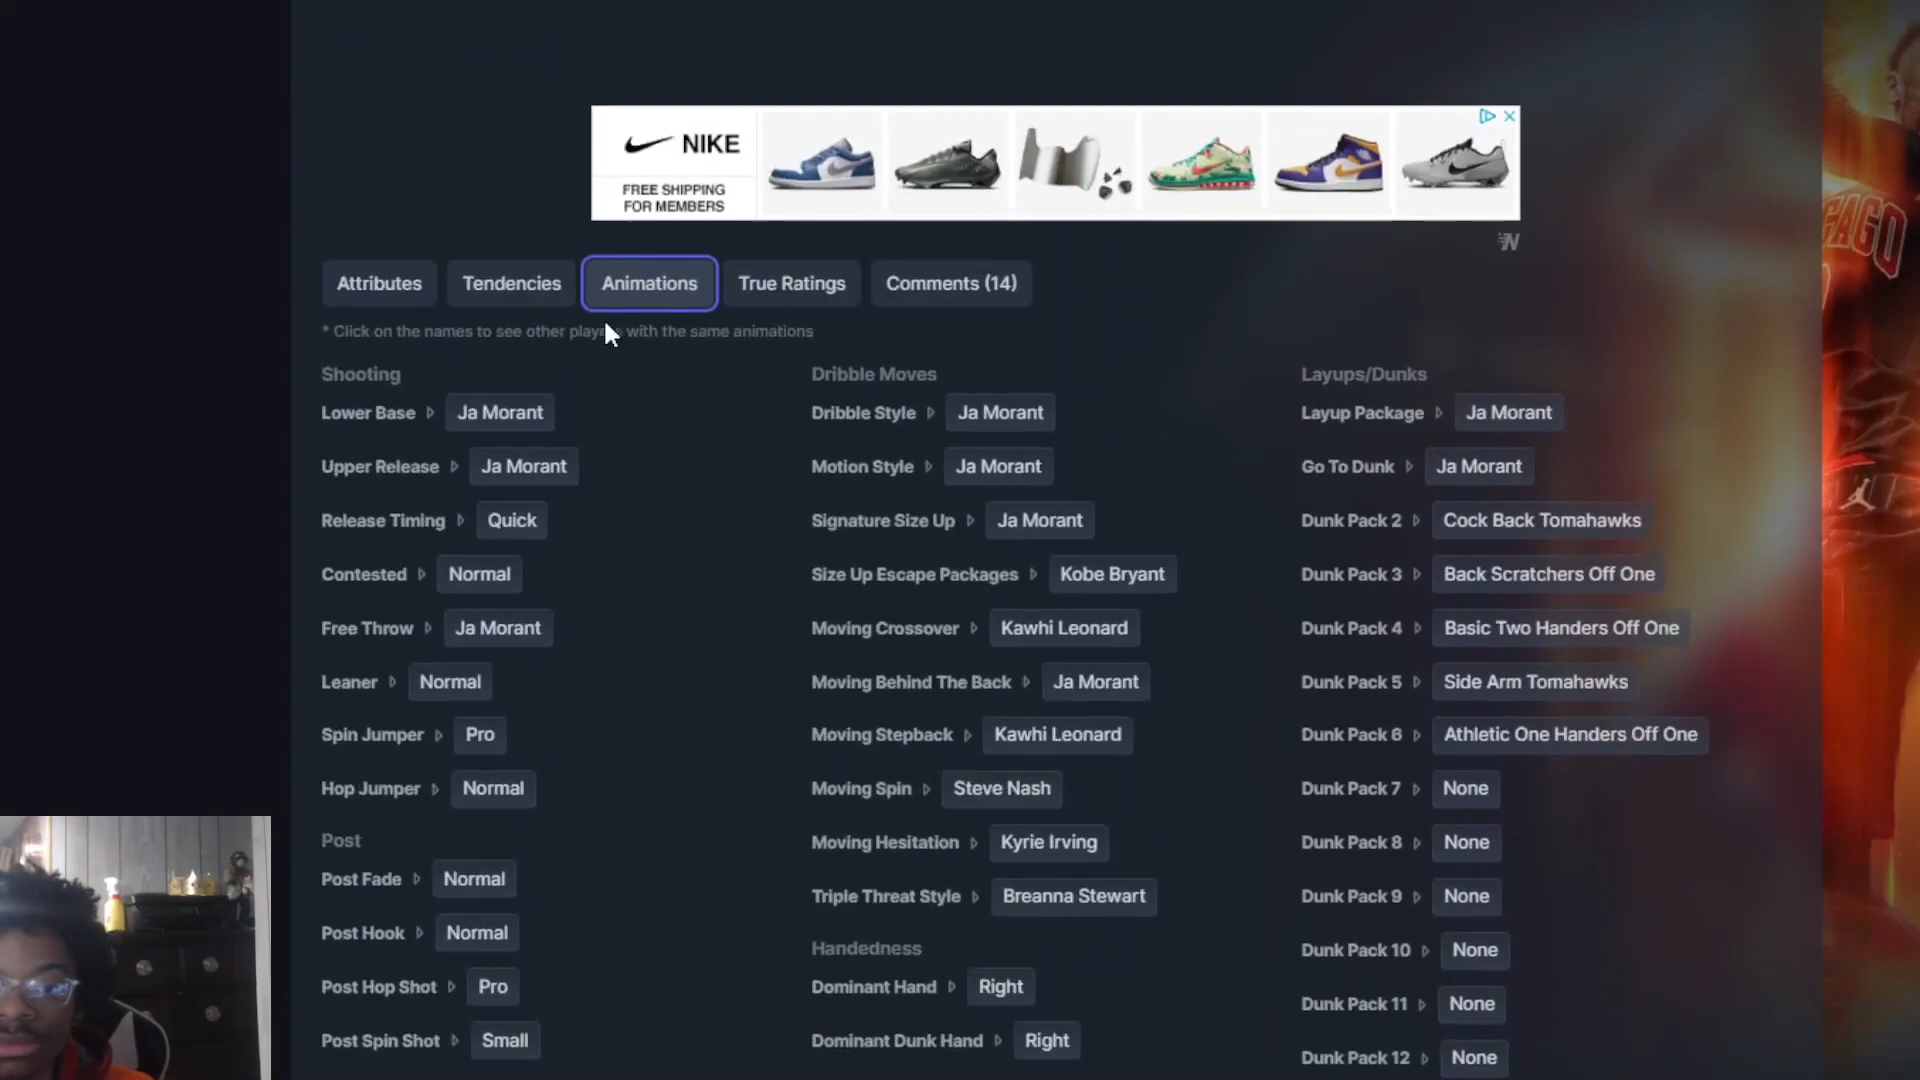 NIKE
FREE SHIPPING
FOR MEMBERS
Attributes
Tendencies
Animations
True Ratings
Comments (14)
* Click on the names to see other players with the same animations
Shooting
Lower Base Ja Morant
Upper Release Ja Morant
Release Timing Quick
Contested Normal
Free Throw Ja Morant
Leaner Normal
Spin Jumper Pro
Hop Jumper Normal
Post
Post Fade Normal
Post Hook Normal
Post Hop Shot Pro
Post Spin Shot Small
Dribble Moves
Dribble Style Ja Morant
Motion Style Ja Morant
Signature Size Up Ja Morant
Size Up Escape Packages Kobe Bryant
Moving Crossover Kawhi Leonard
Moving Behind The Back Ja Morant
Moving Stepback Kawhi Leonard
Moving Spin Steve Nash
Moving Hesitation Kyrie Irving
Triple Threat Style Breanna Stewart
Handedness
Dominant Hand Right
Dominant Dunk Hand Right
Layups/Dunks
Layup Package Ja Morant
Go To Dunk Ja Morant
Dunk Pack 2 Cock Back Tomahawks
Dunk Pack 3 Back Scratchers Off One
Dunk Pack 4 Basic Two Handers Off One
Dunk Pack 5 Side Arm Tomahawks
Dunk Pack 6 Athletic One Handers Off One
Dunk Pack 7 None
Dunk Pack 8 None
Dunk Pack 9 None
Dunk Pack 10 None
Dunk Pack 11 None
Dunk Pack 12 None